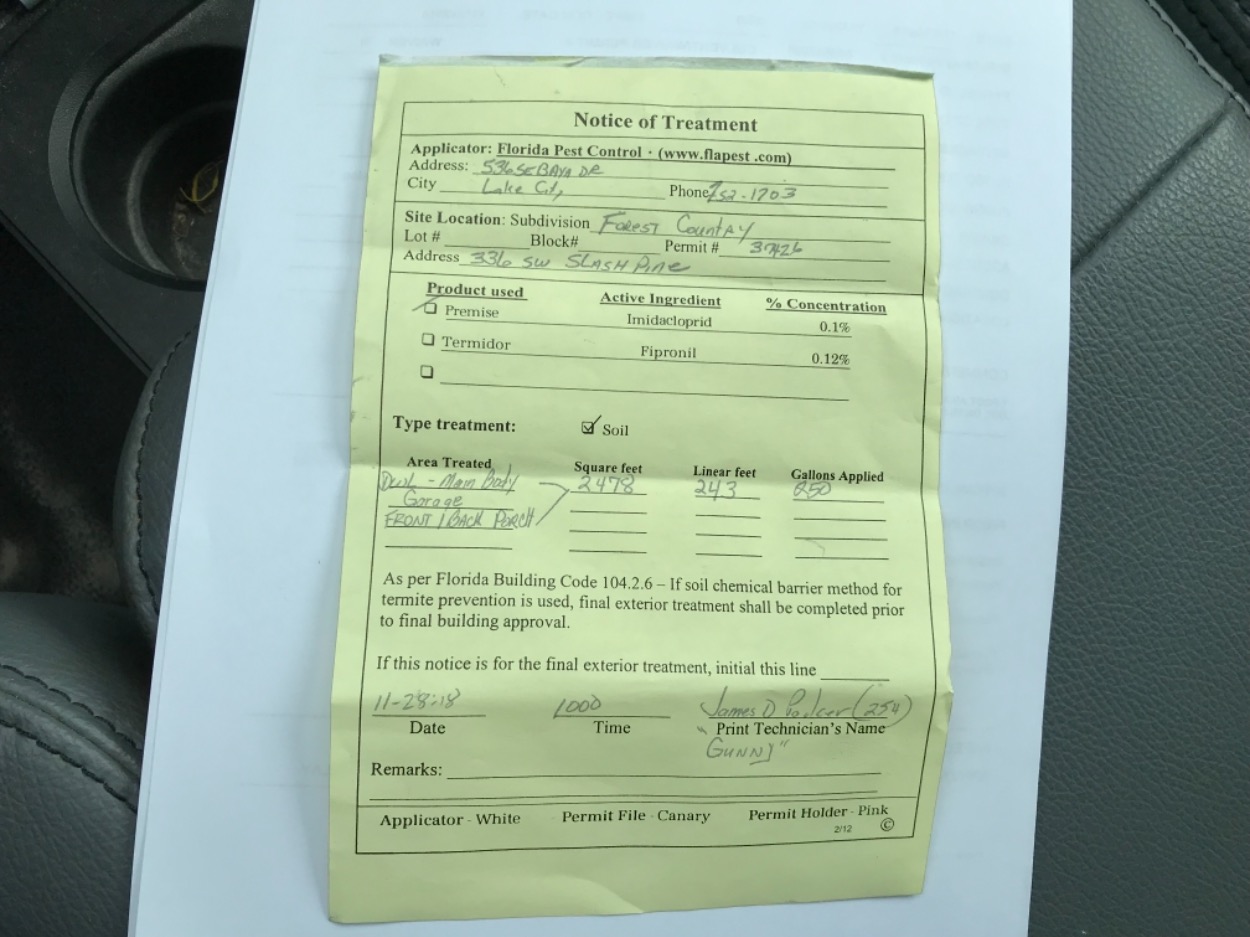 Notice of Treatment
Applicator: Florida Pest Control · (www.flapest .com)
Address: 536 SE BAYA DR
City Lake City Phone 752-1703
Site Location: Subdivision Forest Country
Lot # Block# Permit # 37426
Address 336 SW SLASH Pine
Product used Active Ingredient % Concentration
Premise Imidacloprid 0.1%
Termidor Fipronil 0.12%
Type treatment: Soil
Area Treated Square feet Linear feet Gallons Applied
Dwl - Main Body 2478 243 250
Garage
FRONT / BACK PORCH
As per Florida Building Code 104.2.6 – If soil chemical barrier method for
termite prevention is used, final exterior treatment shall be completed prior
to final building approval.
If this notice is for the final exterior treatment, initial this line
11-28-18 1000 James D Parker (254)
Date Time Print Technician's Name
"Gunny"
Remarks:
Applicator - White Permit File - Canary Permit Holder - Pink
2/12 ©